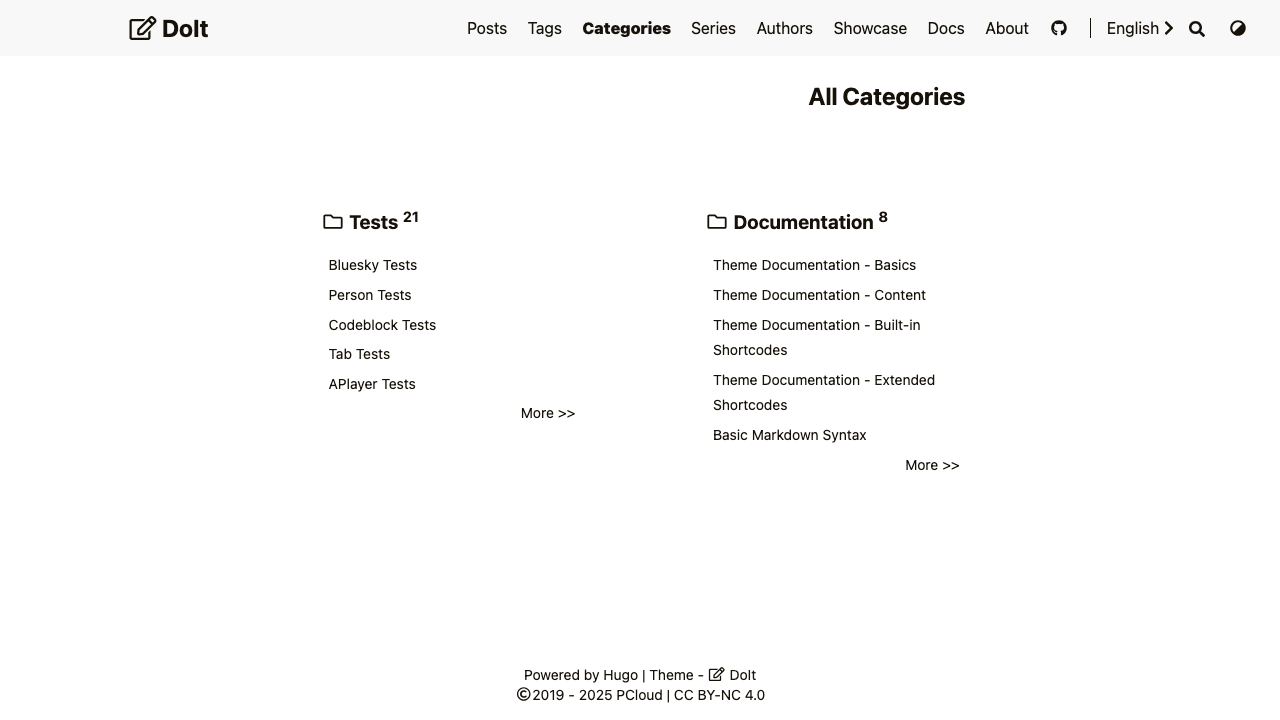 DoIt
Posts Tags Categories Series Authors Showcase Docs About English
All Categories
Tests 21
Bluesky Tests
Person Tests
Codeblock Tests
Tab Tests
APlayer Tests
More >>
Documentation 8
Theme Documentation - Basics
Theme Documentation - Content
Theme Documentation - Built-in
Shortcodes
Theme Documentation - Extended
Shortcodes
Basic Markdown Syntax
More >>
Powered by Hugo | Theme - DoIt
©2019 - 2025 PCloud | CC BY-NC 4.0